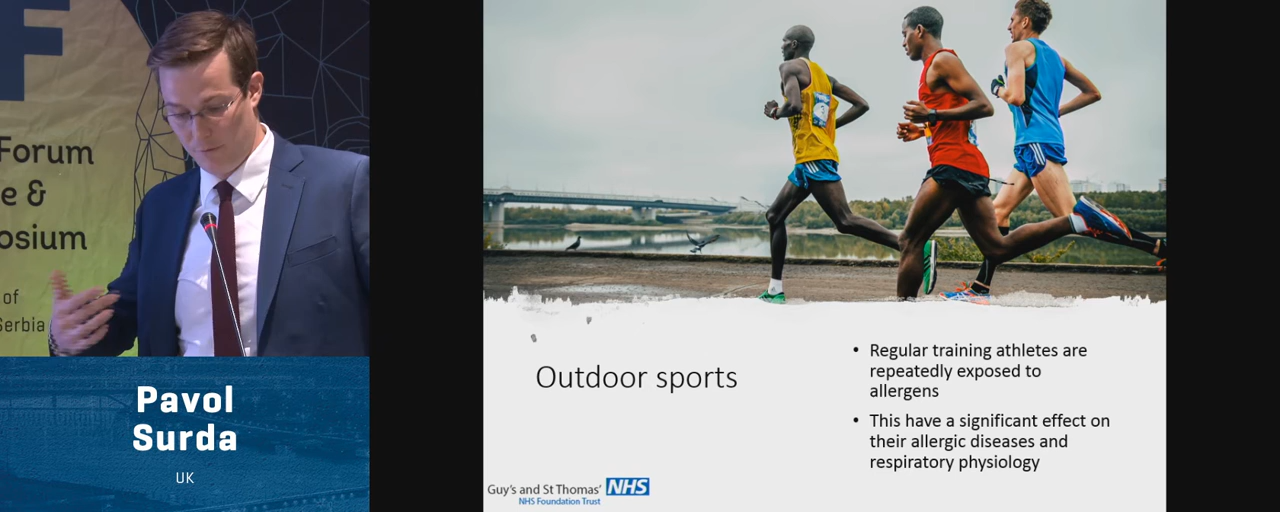 F
Forum
e &
osium
of
Serbia
Pavol
Surda
UK
Outdoor sports
• Regular training athletes are
repeatedly exposed to
allergens
• This have a significant effect on
their allergic diseases and
respiratory physiology
Guy's and St Thomas' NHS
NHS Foundation Trust